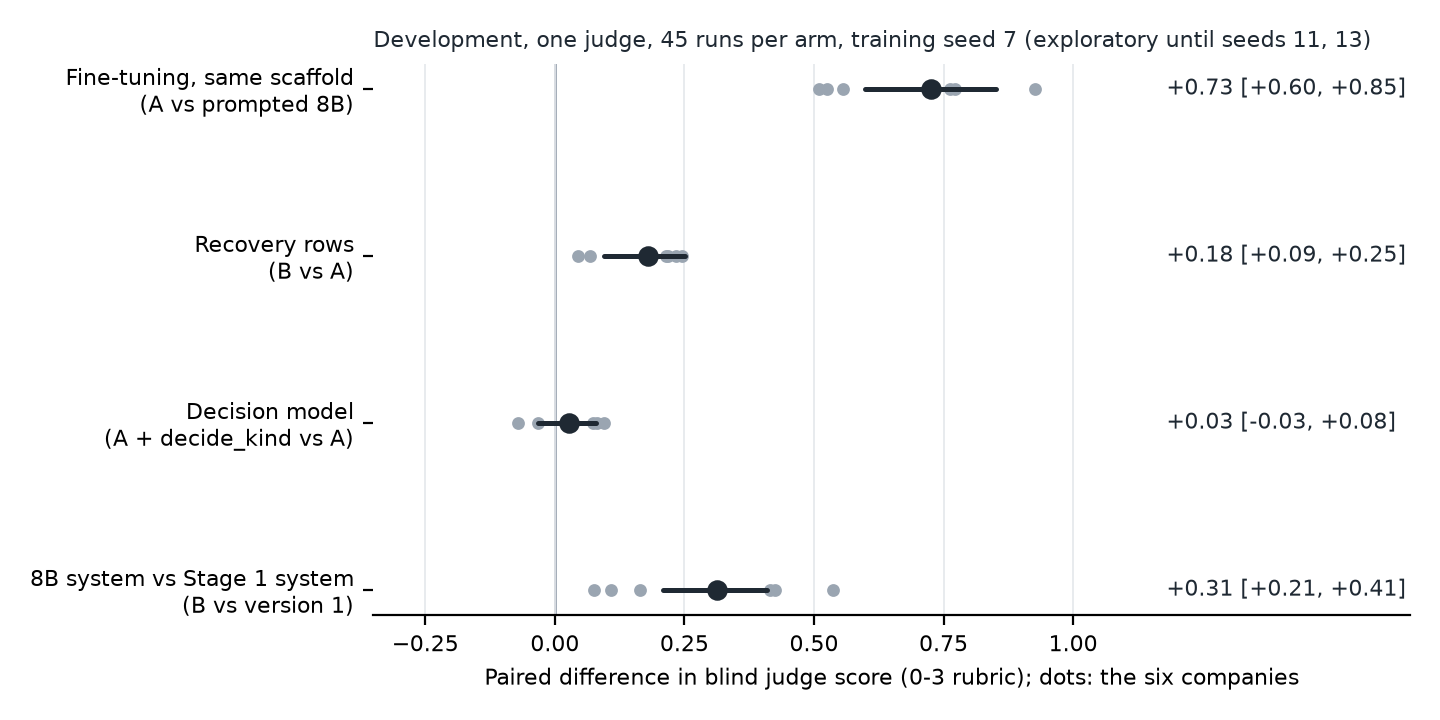 Development, one judge, 45 runs per arm, training seed 7 (exploratory until seeds 11, 13)
Fine-tuning, same scaffold
(A vs prompted 8B)
+0.73 [+0.60, +0.85]
Recovery rows
(B vs A)
+0.18 [+0.09, +0.25]
Decision model
(A + decide_kind vs A)
+0.03 [-0.03, +0.08]
8B system vs Stage 1 system
(B vs version 1)
+0.31 [+0.21, +0.41]
−0.25 0.00 0.25 0.50 0.75 1.00
Paired difference in blind judge score (0-3 rubric); dots: the six companies